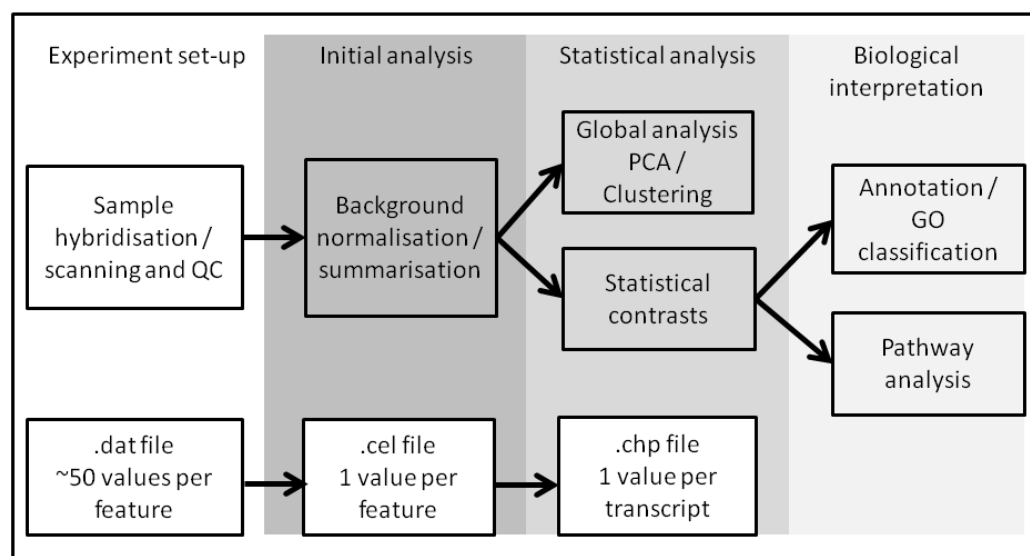 Experiment set-up
Initial analysis
Statistical analysis
Biological
interpretation
Sample
hybridisation /
scanning and QC
Background
normalisation /
summarisation
Global analysis
PCA /
Clustering
Statistical
contrasts
Annotation /
GO
classification
Pathway
analysis
.dat file
~50 values per
feature
.cel file
1 value per
feature
.chp file
1 value per
transcript